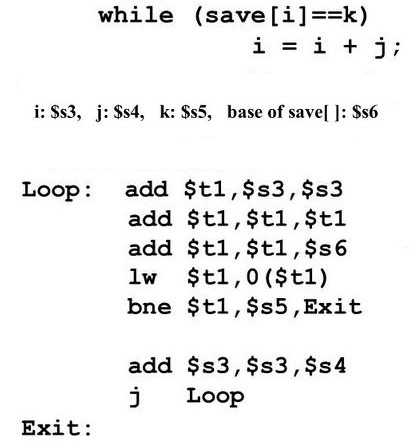 while (save[i]==k)
i = i + j;
i: $s3, j: $s4, k: $s5, base of save[ ]: $s6
Loop: add $t1,$s3,$s3
add $t1,$t1,$t1
add $t1,$t1,$s6
lw $t1,0($t1)
bne $t1,$s5,Exit
add $s3,$s3,$s4
j Loop
Exit: